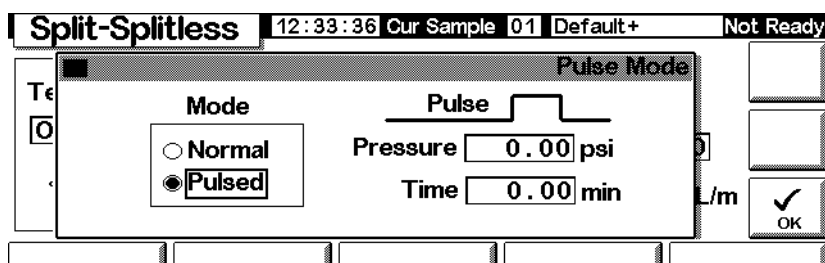 Split-Splitless 12:33:36 Cur Sample 01 Default+ Not Ready
Pulse Mode
Te
Mode
Pulse
O
Normal
Pressure 0.00 psi
Pulsed
Time 0.00 min
L/m
OK